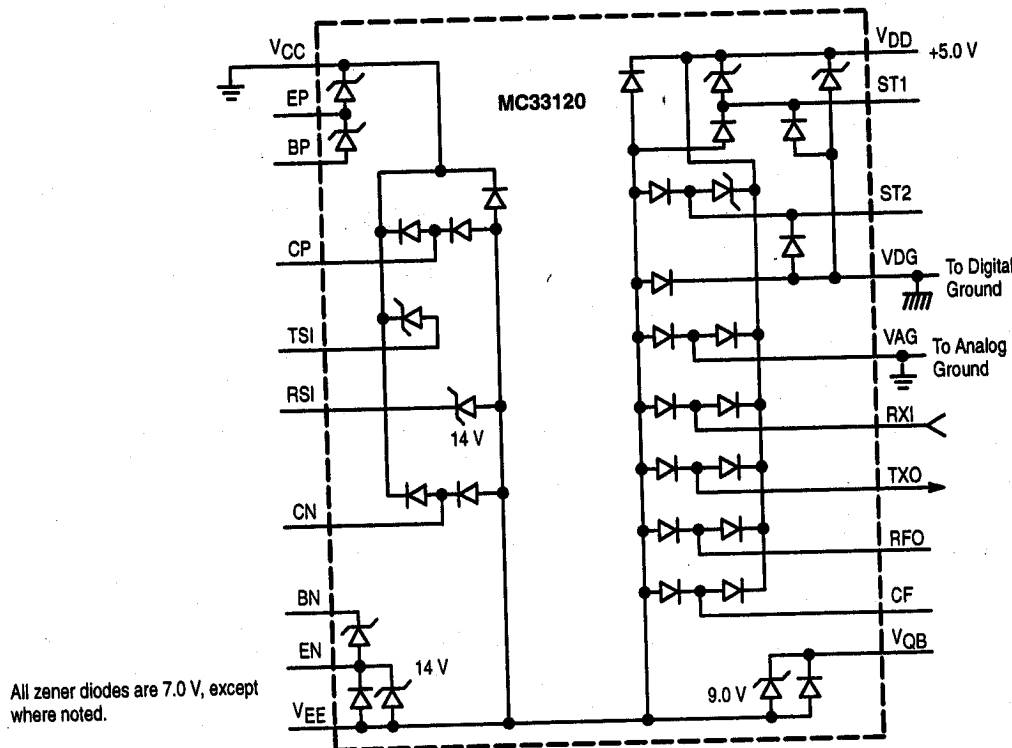 VCC
EP
BP
CP
TSI
RSI
14 V
CN
BN
EN
14 V
VEE
All zener diodes are 7.0 V, except
where noted.
MC33120
VDD
+5.0 V
ST1
ST2
VDG
To Digital
Ground
VAG
To Analog
Ground
RXI
TXO
RFO
CF
VQB
9.0 V